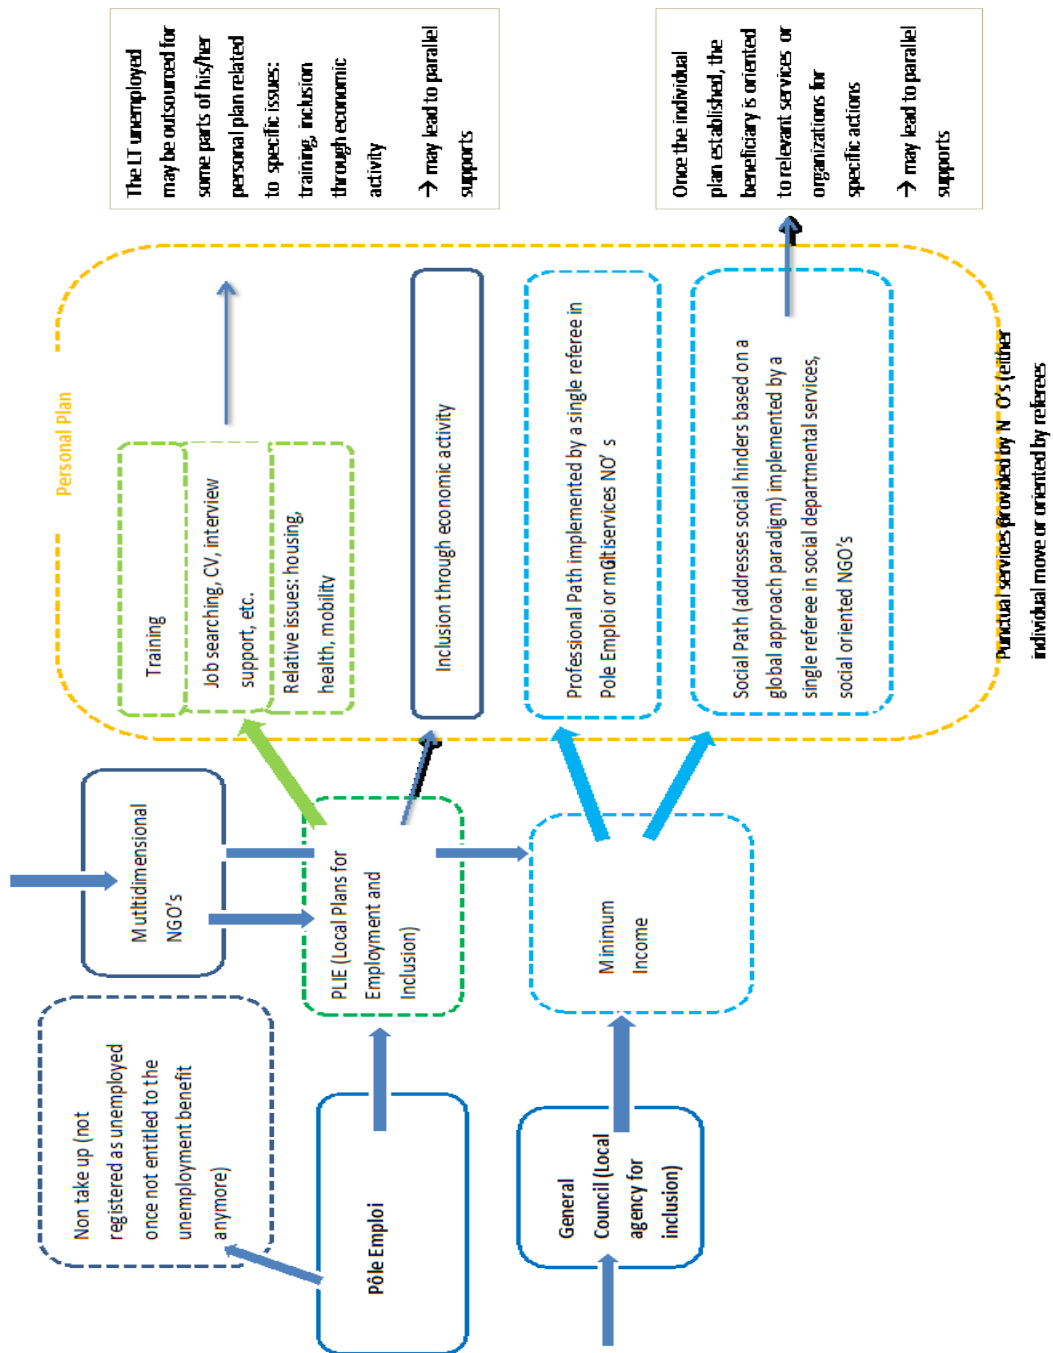 Non take up (not
registered as unemployed
once not entitled to the
unemployment benefit
anymore)
Multidimensional
NGO's
Pôle Emploi
PLIE (Local Plans for
Employment and
Inclusion)
General
Council (Local
agency for
inclusion)
Minimum
Income
Personal Plan
Training
Job searching, CV, interview
support, etc.
Relative issues: housing,
health, mobility
Inclusion through economic activity
Professional Path implemented by a single referee in
Pole Emploi or services NO' s
Social Path (addresses social hinders based on a
global approach paradigm) implemented by a
single referee in social departmental services,
social oriented NGO's
The LT unemployed
may be outsourced for
some parts of his/her
personal plan related
to specific issues:
training, inclusion
through economic
activity
→ may lead to parallel
supports
Once the individual
plan established, the
beneficiary is oriented
to relevant services or
organizations for
specific actions
→ may lead to parallel
supports
Punctual services provided by N O's (either
individual move or oriented by referees